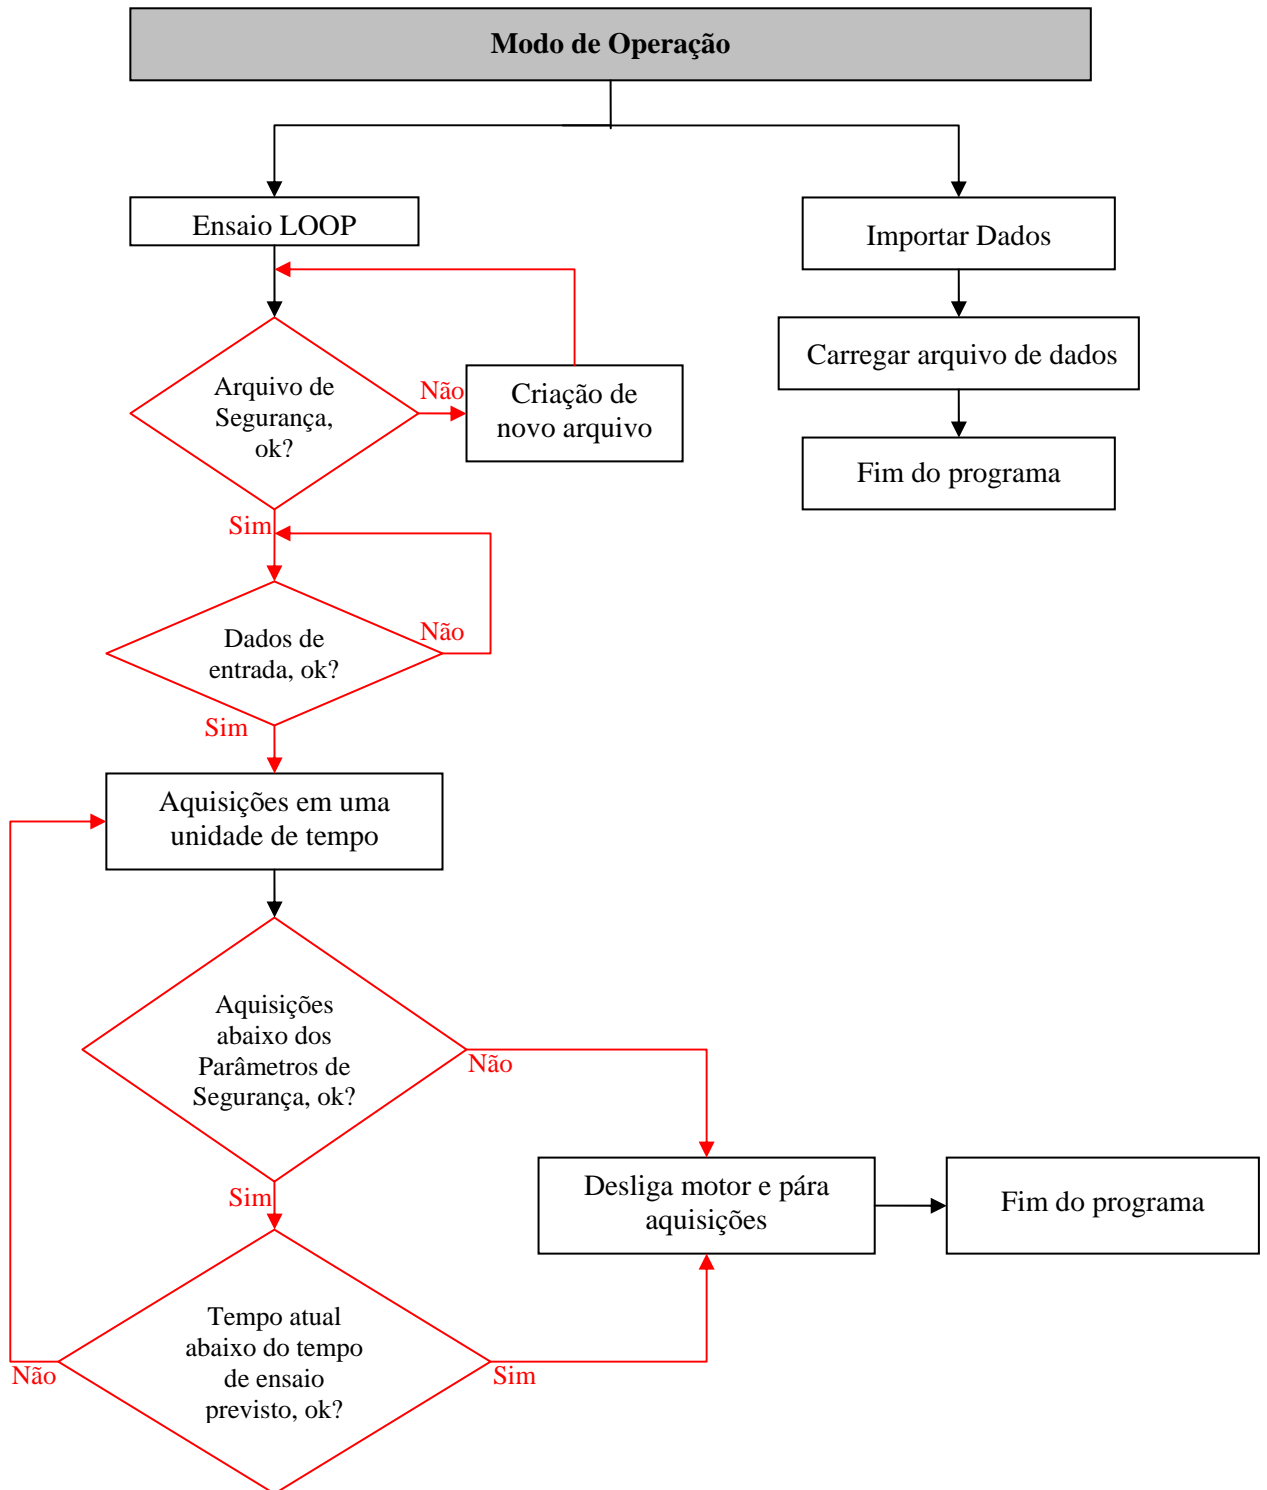 Modo de Operação
Ensaio LOOP
Importar Dados
Carregar arquivo de dados
Fim do programa
Arquivo de
Segurança,
ok?
Não
Criação de
novo arquivo
Sim
Dados de
entrada, ok?
Não
Sim
Aquisições em uma
unidade de tempo
Aquisições
abaixo dos
Parâmetros de
Segurança, ok?
Não
Sim
Desliga motor e pára
aquisições
Fim do programa
Tempo atual
abaixo do tempo
de ensaio
previsto, ok?
Não
Sim